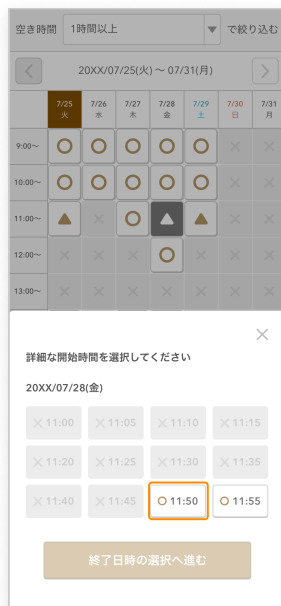 空き時間 1時間以上 ▼ で絞り込む
< 20XX/07/25(火) ~ 07/31(月) >
7/25 7/26 7/27 7/28 7/29 7/30 7/31
火 水 木 金 土 日 月
9:00~ ○ ○ ○ ○ ○ × ×
10:00~ ○ ○ ○ ○ ○ × ×
11:00~ ▲ × ○ ▲ ▲ × ×
12:00~ × × × ○ × × ×
13:00~ × × × × × × ×
×
詳細な開始時間を選択してください
20XX/07/28(金)
× 11:00 × 11:05 × 11:10 × 11:15
× 11:20 × 11:25 × 11:30 × 11:35
× 11:40 × 11:45 ○ 11:50 ○ 11:55
終了日時の選択へ進む